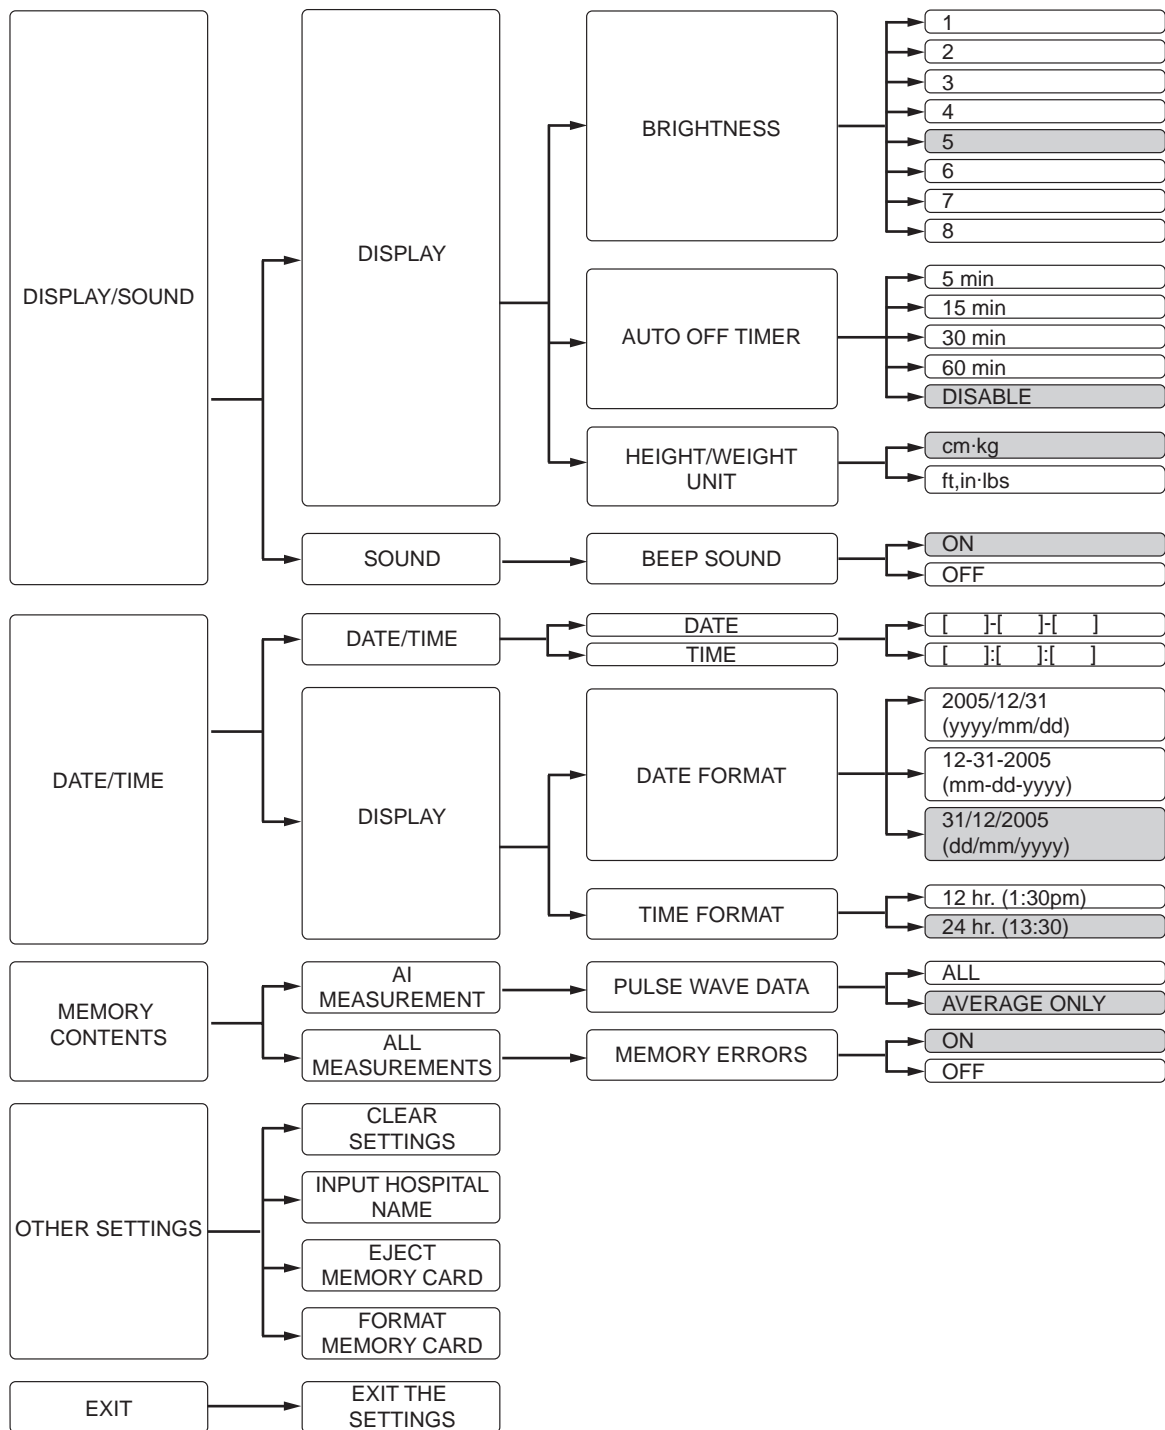 DISPLAY/SOUND
DISPLAY
BRIGHTNESS
1
2
3
4
5
6
7
8
AUTO OFF TIMER
5 min
15 min
30 min
60 min
DISABLE
HEIGHT/WEIGHT
UNIT
cm·kg
ft,in·lbs
SOUND
BEEP SOUND
ON
OFF
DATE/TIME
DATE/TIME
DATE
TIME
[ ]-[ ]-[ ]
[ ]:[ ]:[ ]
DISPLAY
DATE FORMAT
2005/12/31
(yyyy/mm/dd)
12-31-2005
(mm-dd-yyyy)
31/12/2005
(dd/mm/yyyy)
TIME FORMAT
12 hr. (1:30pm)
24 hr. (13:30)
MEMORY
CONTENTS
AI
MEASUREMENT
PULSE WAVE DATA
ALL
AVERAGE ONLY
ALL
MEASUREMENTS
MEMORY ERRORS
ON
OFF
OTHER SETTINGS
CLEAR
SETTINGS
INPUT HOSPITAL
NAME
EJECT
MEMORY CARD
FORMAT
MEMORY CARD
EXIT
EXIT THE
SETTINGS